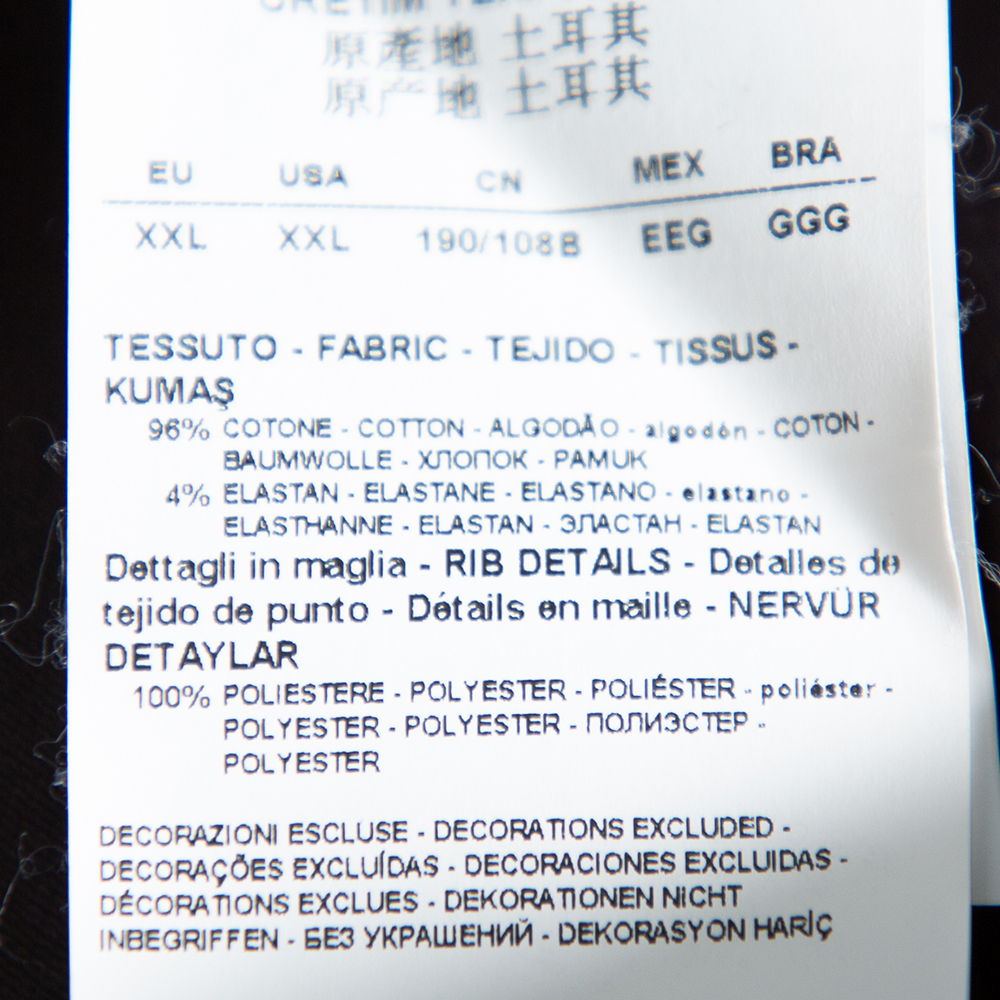 ÜRETİM YERİ
原產地 土耳其
原产地 土耳其
EU USA CN MEX BRA
XXL XXL 190/108B EEG GGG
TESSUTO - FABRIC - TEJIDO - TISSUS -
KUMAŞ
96% COTONE - COTTON - ALGODÃO - algodón - COTON -
BAUMWOLLE - ХЛОПОК - PAMUK
4% ELASTAN - ELASTANE - ELASTANO - elastano -
ELASTHANNE - ELASTAN - ЭЛАСТАН - ELASTAN
Dettagli in maglia - RIB DETAILS - Detalles de
tejido de punto - Détails en maille - NERVÜR
DETAYLAR
100% POLIESTERE - POLYESTER - POLIÉSTER - poliéster -
POLYESTER - POLYESTER - ПОЛИЭСТЕР -
POLYESTER
DECORAZIONI ESCLUSE - DECORATIONS EXCLUDED -
DECORAÇÕES EXCLUÍDAS - DECORACIONES EXCLUIDAS -
DÉCORATIONS EXCLUES - DEKORATIONEN NICHT
INBEGRIFFEN - БЕЗ УКРАШЕНИЙ - DEKORASYON HARİÇ